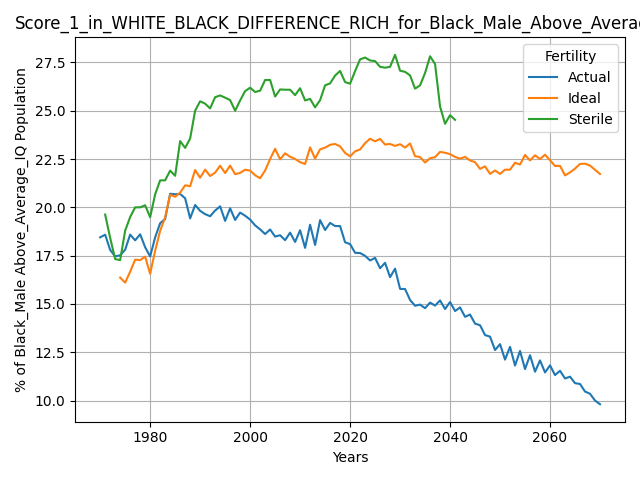 Score_1_in_WHITE_BLACK_DIFFERENCE_RICH_for_Black_Male_Above_Avera
% of Black_Male Above_Average_IQ Population
27.5
25.0
22.5
20.0
17.5
15.0
12.5
10.0
Fertility
Actual
Ideal
Sterile
1980
2000
2020
2040
2060
Years